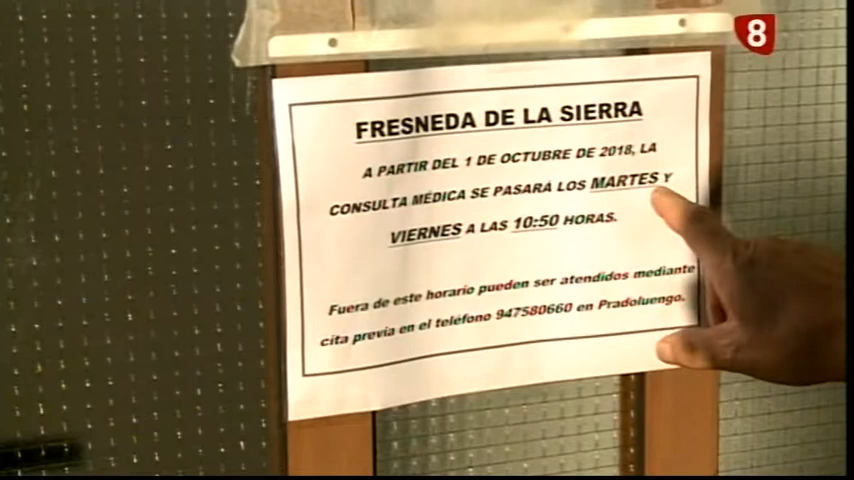 8
FRESNEDA DE LA SIERRA
A PARTIR DEL 1 DE OCTUBRE DE 2018, LA
CONSULTA MÉDICA SE PASARÁ LOS MARTES Y
VIERNES A LAS 10:50 HORAS.
Fuera de este horario pueden ser atendidos mediante
cita previa en el teléfono 947580660 en Pradoluengo.